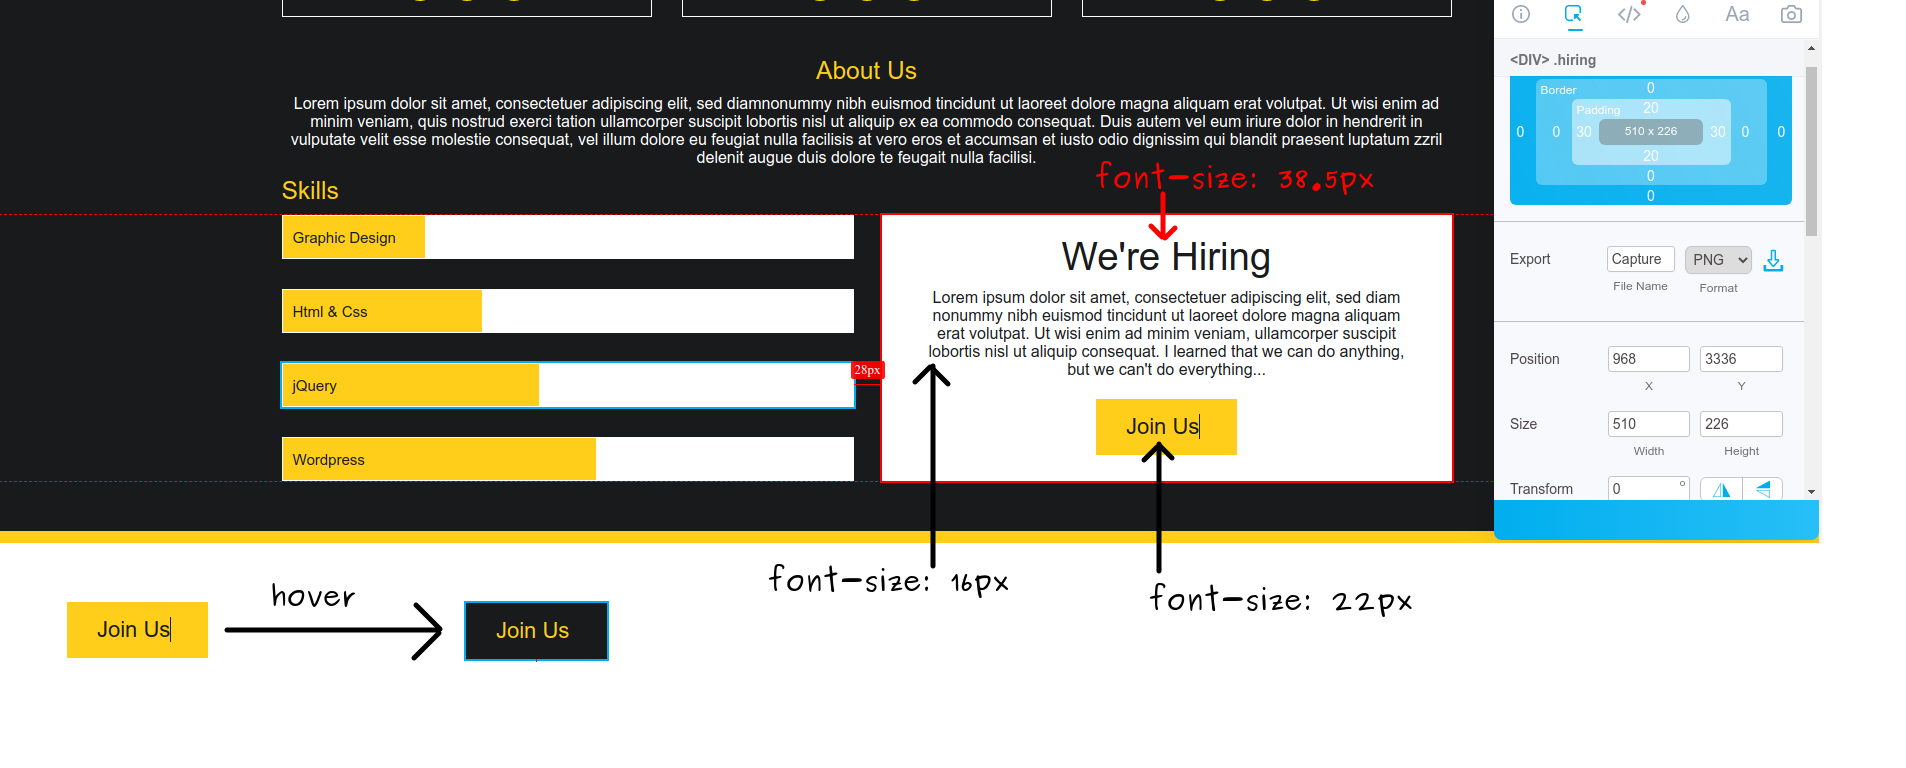 About Us
Lorem ipsum dolor sit amet, consectetuer adipiscing elit, sed diamnonummy nibh euismod tincidunt ut laoreet dolore magna aliquam erat volutpat. Ut wisi enim ad
minim veniam, quis nostrud exerci tation ullamcorper suscipit lobortis nisl ut aliquip ex ea commodo consequat. Duis autem vel eum iriure dolor in hendrerit in
vulputate velit esse molestie consequat, vel illum dolore eu feugiat nulla facilisis at vero eros et accumsan et iusto odio dignissim qui blandit praesent luptatum zzril
delenit augue duis dolore te feugait nulla facilisi.
font-size: 38.5px
Skills
Graphic Design
Html & Css
jQuery
Wordpress
28px
We're Hiring
Lorem ipsum dolor sit amet, consectetuer adipiscing elit, sed diam
nonummy nibh euismod tincidunt ut laoreet dolore magna aliquam
erat volutpat. Ut wisi enim ad minim veniam, ullamcorper suscipit
lobortis nisl ut aliquip consequat. I learned that we can do anything,
but we can't do everything...
Join Us
font-size: 16px
font-size: 22px
hover
Join Us
Join Us
Aa
<DIV> .hiring
Border 0
Padding 20
0 0 30 510 x 226 30 0 0
20
0
0
Export Capture PNG
File Name Format
Position 968 3336
X Y
Size 510 226
Width Height
Transform 0 °